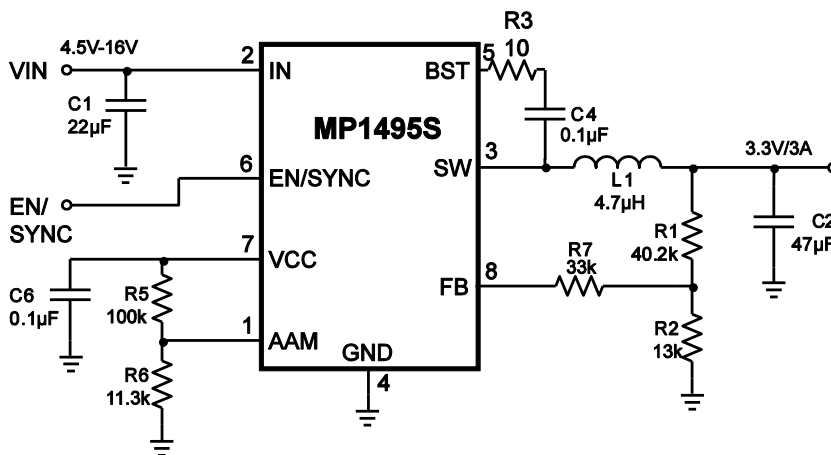 R3
10
4.5V-16V
2
5
VIN
IN
BST
C1
22µF
C4
0.1µF
MP1495S
3
3.3V/3A
6
SW
EN/SYNC
L1
4.7µH
EN/
SYNC
R1
40.2k
C2
47µF
7
VCC
R7
33k
8
FB
C6
0.1µF
R5
100k
1
AAM
R2
13k
GND
4
R6
11.3k